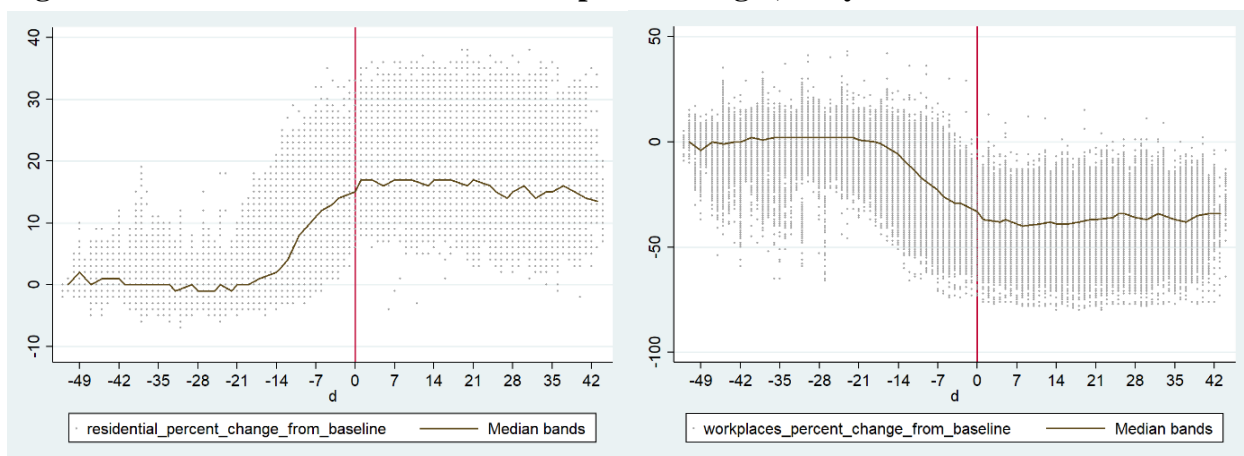 40
30
20
10
0
-10
-49 -42 -35 -28 -21 -14 -7 0 7 14 21 28 35 42
d
residential_percent_change_from_baseline Median bands
50
0
-50
-100
-49 -42 -35 -28 -21 -14 -7 0 7 14 21 28 35 42
d
workplaces_percent_change_from_baseline Median bands